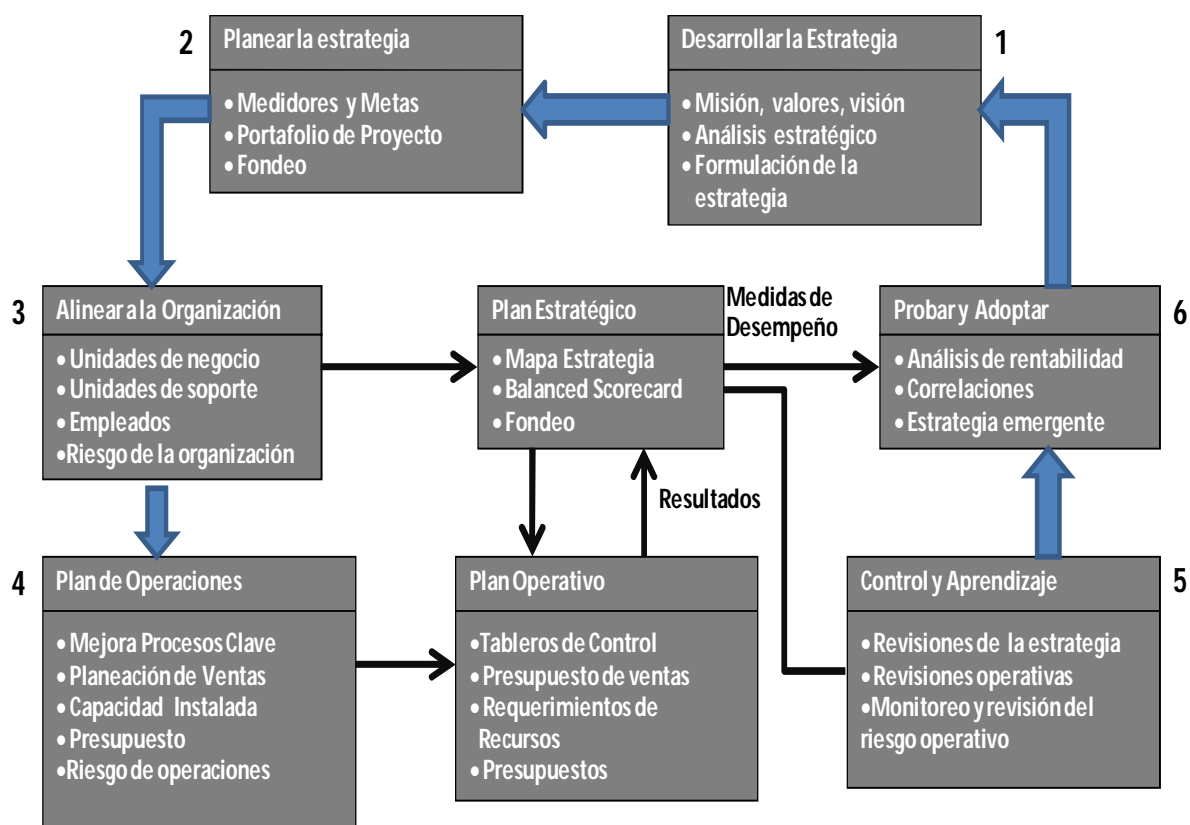 2
Planear la estrategia
• Medidores y Metas
• Portafolio de Proyecto
• Fondeo
Desarrollar la Estrategia
1
• Misión, valores, visión
• Análisis estratégico
• Formulación de la
estrategia
3
Alinear a la Organización
• Unidades de negocio
• Unidades de soporte
• Empleados
•Riesgo de la organización
Plan Estratégico
• Mapa Estrategia
• Balanced Scorecard
• Fondeo
Medidas de
Desempeño
Probar y Adoptar
6
• Análisis de rentabilidad
• Correlaciones
• Estrategia emergente
Resultados
4
Plan de Operaciones
• Mejora Procesos Clave
• Planeación de Ventas
• Capacidad Instalada
• Presupuesto
•Riesgo de operaciones
Plan Operativo
•Tableros de Control
• Presupuesto de ventas
• Requerimientos de
Recursos
• Presupuestos
Control y Aprendizaje
5
• Revisiones de la estrategia
• Revisiones operativas
•Monitoreo y revisión del
riesgo operativo